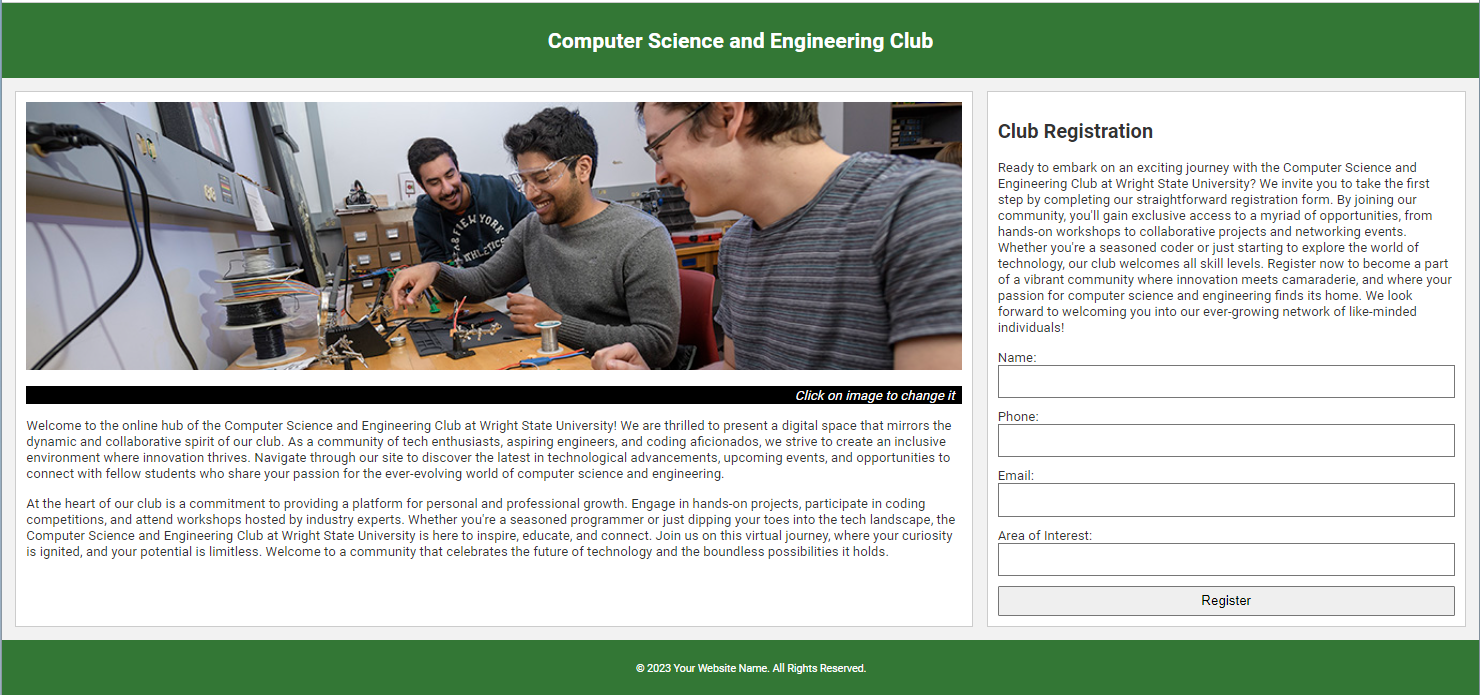 Computer Science and Engineering Club
NEW YORK
& FIE
ATHLETICS
Click on image to change it
Welcome to the online hub of the Computer Science and Engineering Club at Wright State University! We are thrilled to present a digital space that mirrors the
dynamic and collaborative spirit of our club. As a community of tech enthusiasts, aspiring engineers, and coding aficionados, we strive to create an inclusive
environment where innovation thrives. Navigate through our site to discover the latest in technological advancements, upcoming events, and opportunities to
connect with fellow students who share your passion for the ever-evolving world of computer science and engineering.
At the heart of our club is a commitment to providing a platform for personal and professional growth. Engage in hands-on projects, participate in coding
competitions, and attend workshops hosted by industry experts. Whether you're a seasoned programmer or just dipping your toes into the tech landscape, the
Computer Science and Engineering Club at Wright State University is here to inspire, educate, and connect. Join us on this virtual journey, where your curiosity
is ignited, and your potential is limitless. Welcome to a community that celebrates the future of technology and the boundless possibilities it holds.
Club Registration
Ready to embark on an exciting journey with the Computer Science and
Engineering Club at Wright State University? We invite you to take the first
step by completing our straightforward registration form. By joining our
community, you'll gain exclusive access to a myriad of opportunities, from
hands-on workshops to collaborative projects and networking events.
Whether you're a seasoned coder or just starting to explore the world of
technology, our club welcomes all skill levels. Register now to become a part
of a vibrant community where innovation meets camaraderie, and where your
passion for computer science and engineering finds its home. We look
forward to welcoming you into our ever-growing network of like-minded
individuals!
Name:
Phone:
Email:
Area of Interest:
Register
© 2023 Your Website Name. All Rights Reserved.